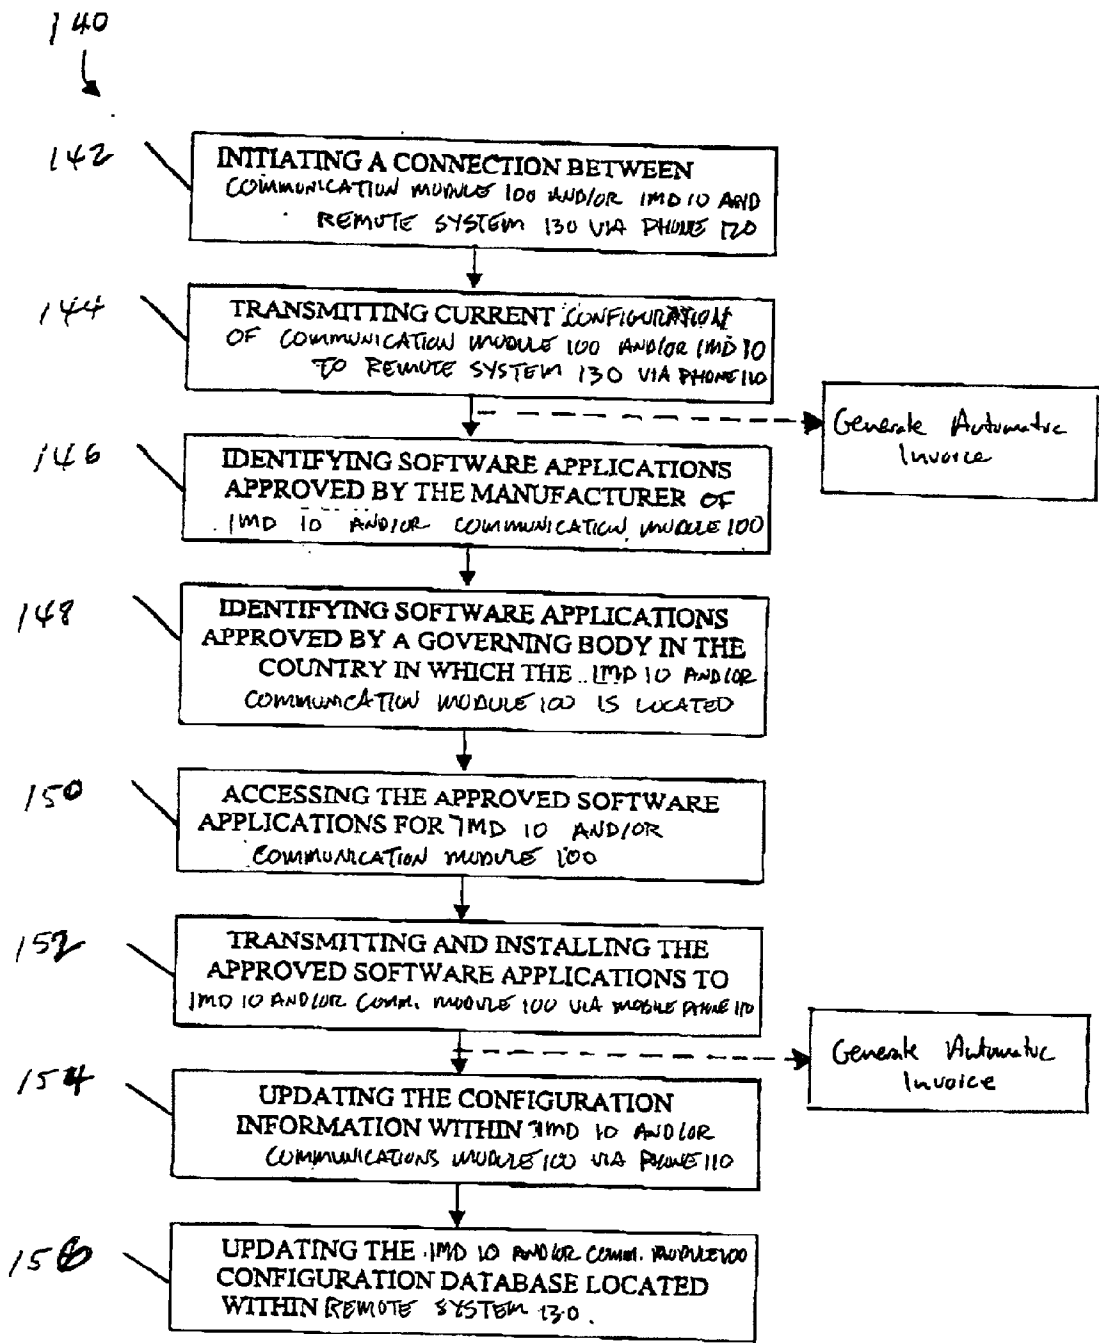 140
142
INITIATING A CONNECTION BETWEEN
COMMUNICATION MODULE 100 AND/OR IMD 10 AND
REMOTE SYSTEM 130 VIA PHONE 120
144
TRANSMITTING CURRENT CONFIGURATION
OF COMMUNICATION MODULE 100 AND/OR IMD 10
TO REMOTE SYSTEM 130 VIA PHONE 110
Generate Automatic
Invoice
146
IDENTIFYING SOFTWARE APPLICATIONS
APPROVED BY THE MANUFACTURER OF
IMD 10 AND/OR COMMUNICATION MODULE 100
148
IDENTIFYING SOFTWARE APPLICATIONS
APPROVED BY A GOVERNING BODY IN THE
COUNTRY IN WHICH THE IMD 10 AND/OR
COMMUNICATION MODULE 100 IS LOCATED
150
ACCESSING THE APPROVED SOFTWARE
APPLICATIONS FOR IMD 10 AND/OR
COMMUNICATION MODULE 100
152
TRANSMITTING AND INSTALLING THE
APPROVED SOFTWARE APPLICATIONS TO
IMD 10 AND/OR COMM. MODULE 100 VIA MOBILE PHONE 110
Generate Automatic
Invoice
154
UPDATING THE CONFIGURATION
INFORMATION WITHIN IMD 10 AND/OR
COMMUNICATIONS MODULE 100 VIA PHONE 110
156
UPDATING THE IMD 10 AND/OR COMM. MODULE 100
CONFIGURATION DATABASE LOCATED
WITHIN REMOTE SYSTEM 130.